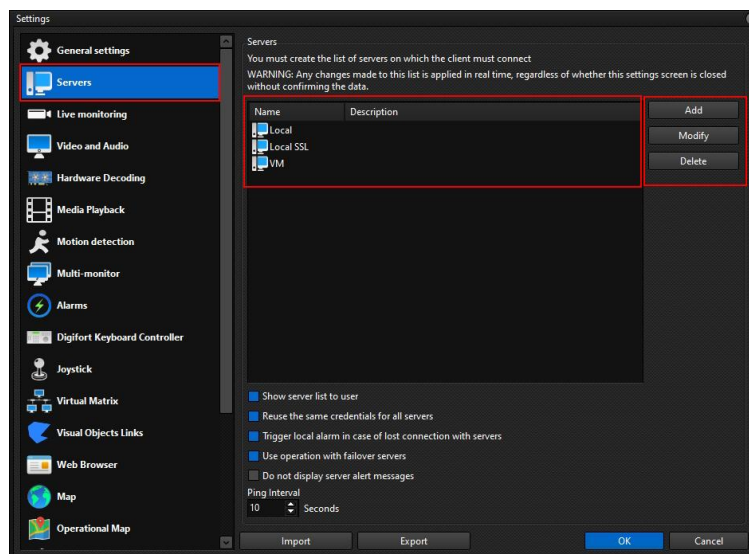 Settings
General settings
Servers
Live monitoring
Video and Audio
Hardware Decoding
Media Playback
Motion detection
Multi-monitor
Alarms
Digifort Keyboard Controller
Joystick
Virtual Matrix
Visual Objects Links
Web Browser
Map
Operational Map
Servers
You must create the list of servers on which the client must connect
WARNING: Any changes made to this list is applied in real time, regardless of whether this settings screen is closed
without confirming the data.
Name Description
Local
Local SSL
VM
Add
Modify
Delete
Show server list to user
Reuse the same credentials for all servers
Trigger local alarm in case of lost connection with servers
Use operation with failover servers
Do not display server alert messages
Ping Interval
10 Seconds
Import Export OK Cancel